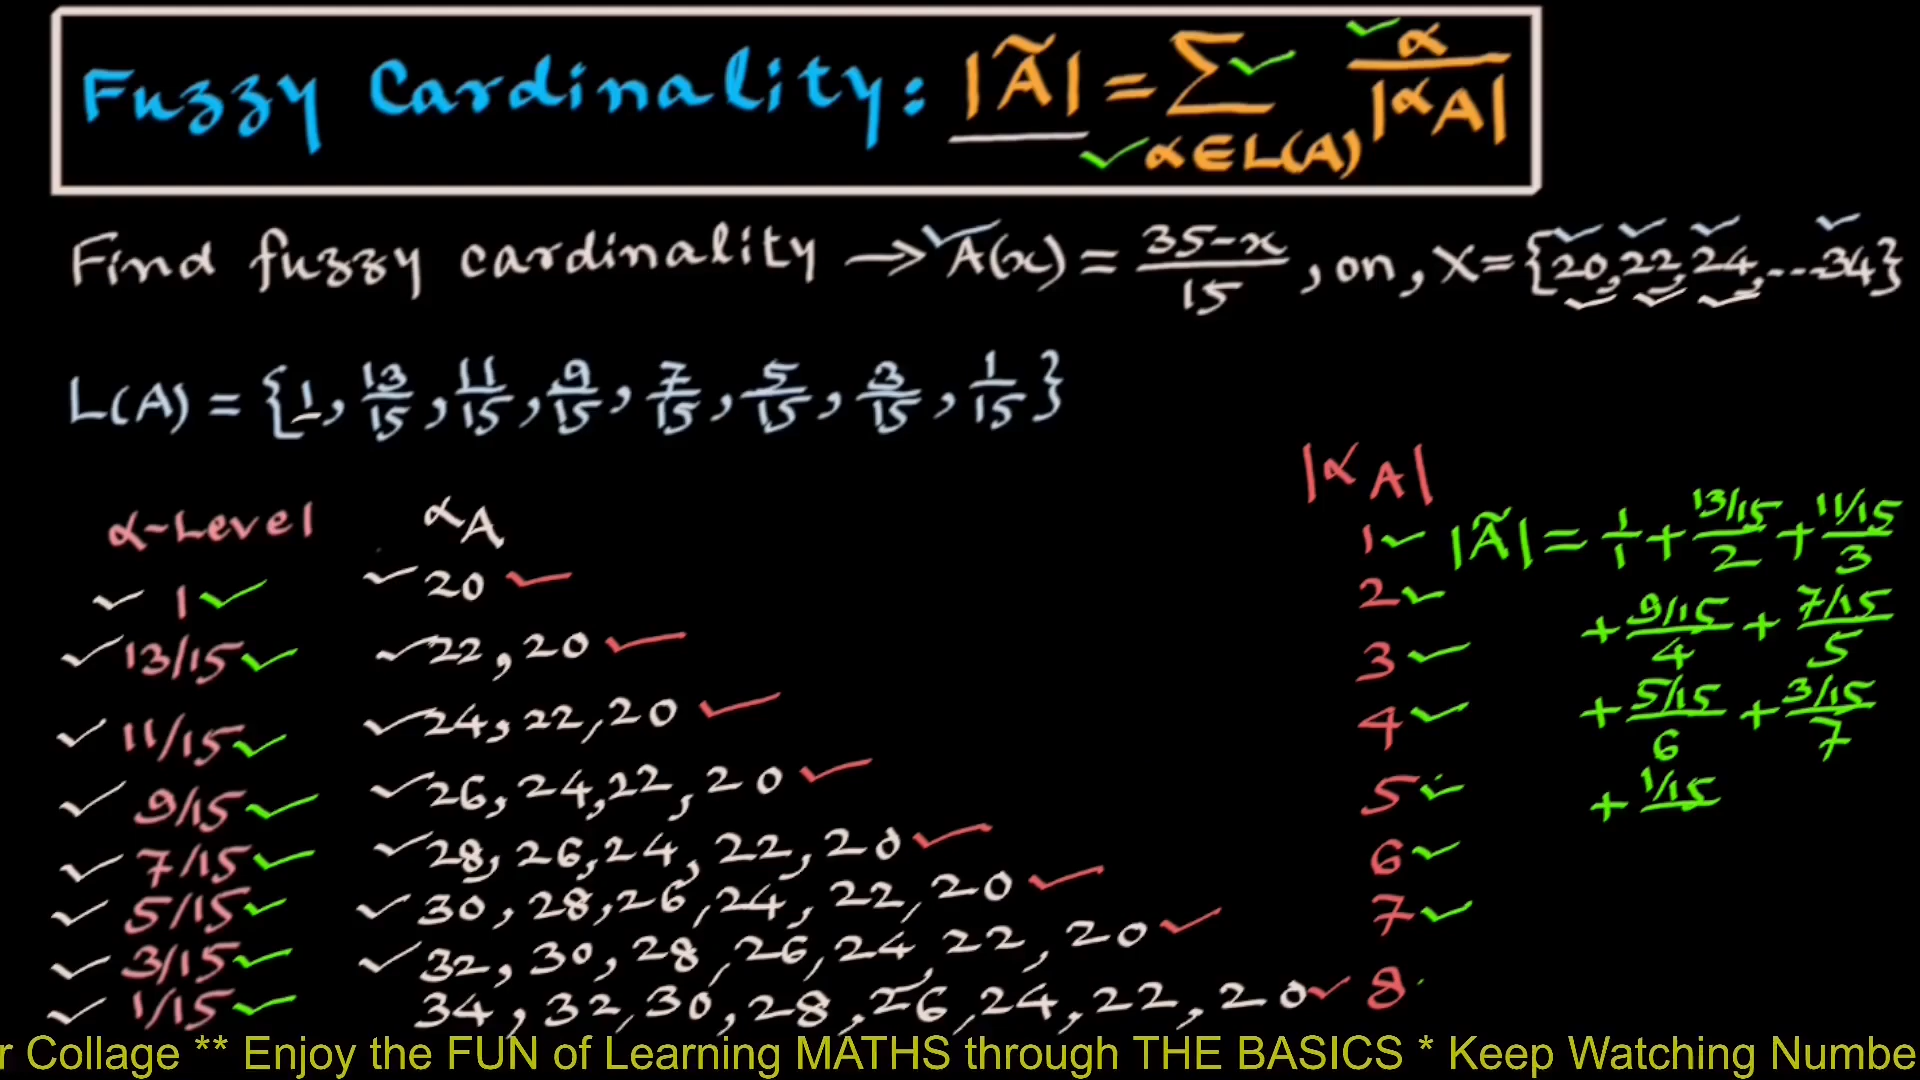 Fuzzy Cardinality: |Ã| = Σ α∈L(A) α/|αA|
Find fuzzy cardinality → A(x) = 35-x/15, on, X = {20, 22, 24, ... 34}
L(A) = {1, 13/15, 11/15, 9/15, 7/15, 5/15, 3/15, 1/15}
α-Level αA |αA|
1 20 1
13/15 22, 20 2
11/15 24, 22, 20 3
9/15 26, 24, 22, 20 4
7/15 28, 26, 24, 22, 20 5
5/15 30, 28, 26, 24, 22, 20 6
3/15 32, 30, 28, 26, 24, 22, 20 7
1/15 34, 32, 30, 28, 26, 24, 22, 20 8
|Ã| = 1/1 + 13/15/2 + 11/15/3
+ 9/15/4 + 7/15/5
+ 5/15/6 + 3/15/7
+ 1/15
r Collage ** Enjoy the FUN of Learning MATHS through THE BASICS * Keep Watching Numbe